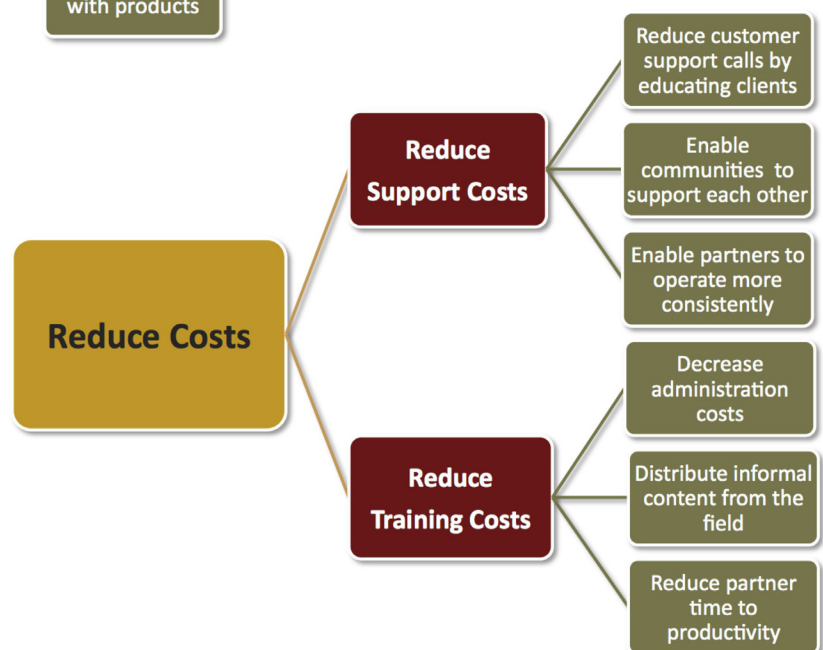 with products
Reduce customer
support calls by
educating clients
Reduce
Support Costs
Enable
communities to
support each other
Enable partners to
operate more
consistently
Reduce Costs
Decrease
administration
costs
Reduce
Training Costs
Distribute informal
content from the
field
Reduce partner
time to
productivity